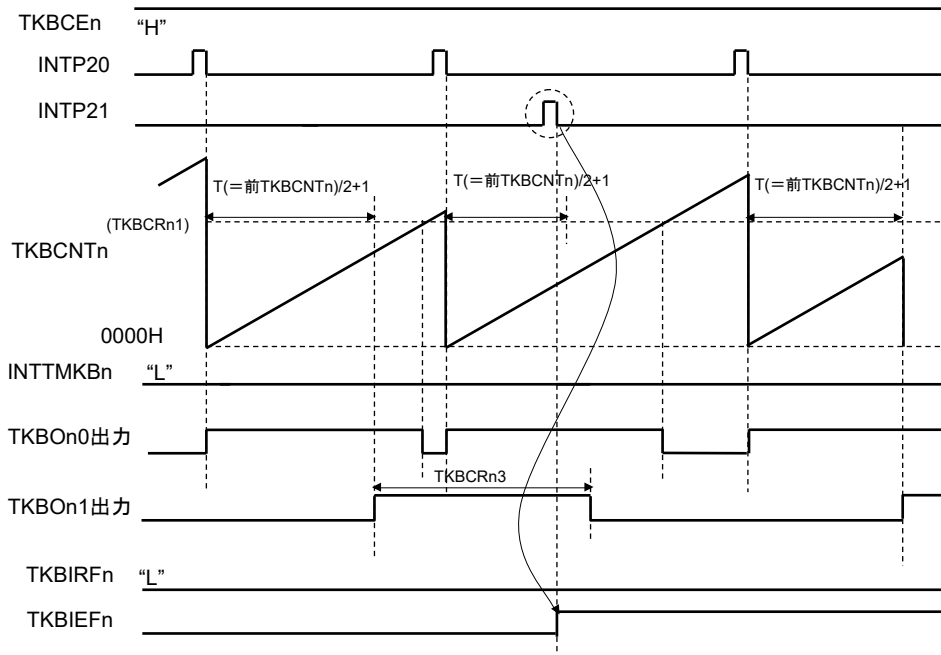 TKBCEn
“H”
INTP20
INTP21
T(＝前TKBCNTn)/2+1
T(＝前TKBCNTn)/2+1
T(＝前TKBCNTn)/2+1
(TKBCRn1)
TKBCNTn
0000H
INTTMKBn “L”
TKBOn0出力
TKBCRn3
TKBOn1出力
TKBIRFn “L”
TKBIEFn